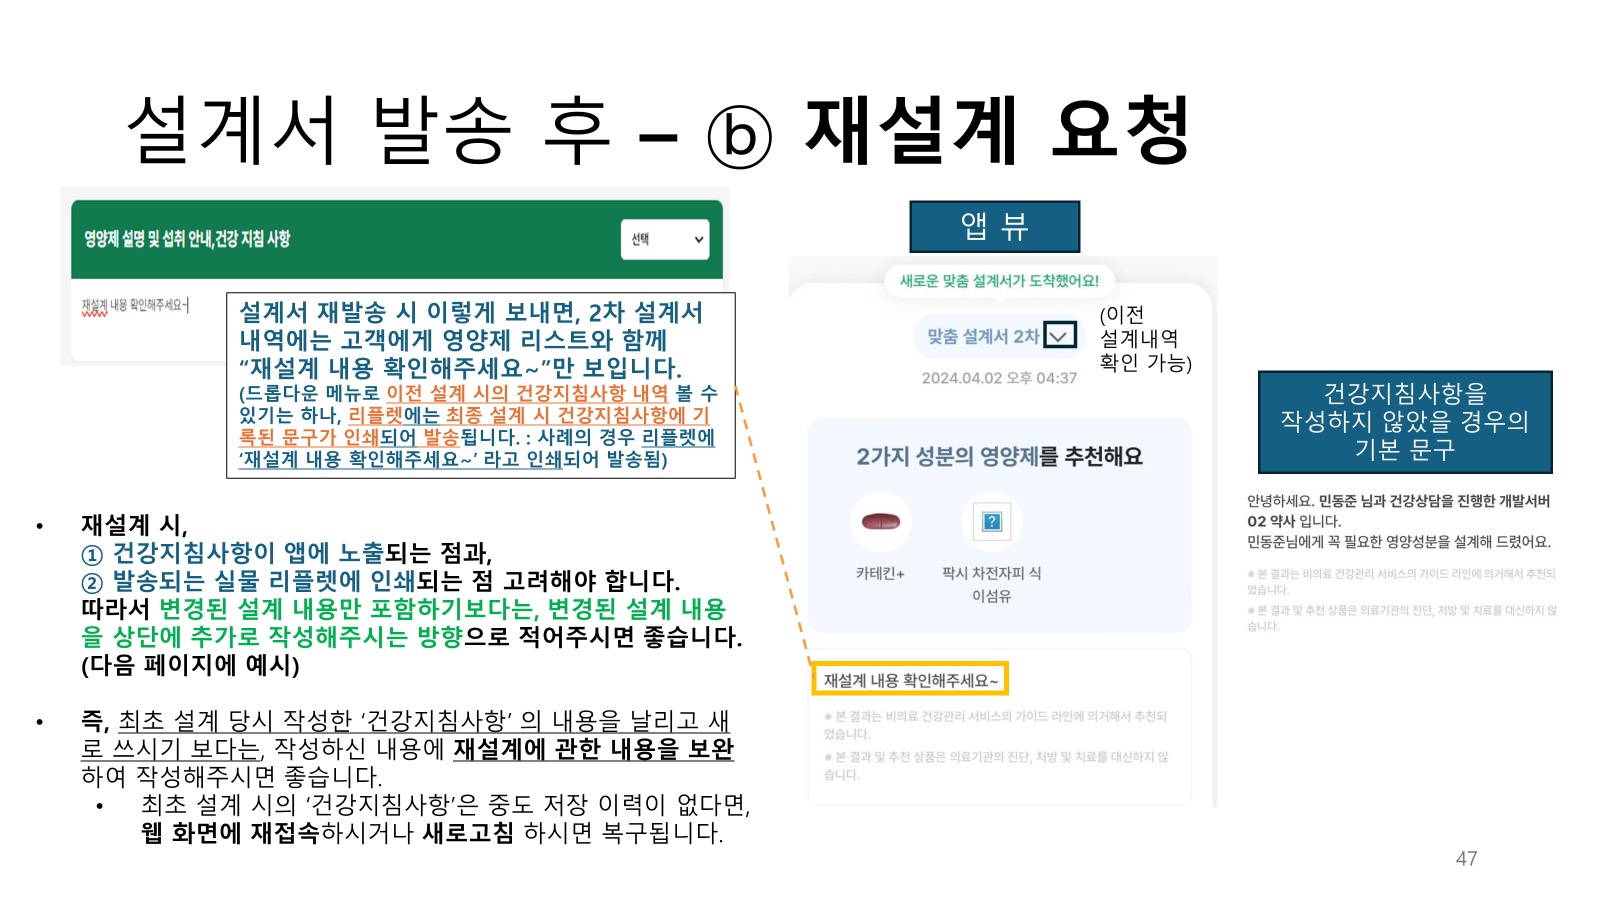 설계서 발송 후 – ⓑ 재설계 요청
영양제 설명 및 섭취 안내,건강 지침 사항
선택
재설계 내용 확인해주세요~
설계서 재발송 시 이렇게 보내면, 2차 설계서
내역에는 고객에게 영양제 리스트와 함께
“재설계 내용 확인해주세요~”만 보입니다.
(드롭다운 메뉴로 이전 설계 시의 건강지침사항 내역 볼 수
있기는 하나, 리플렛에는 최종 설계 시 건강지침사항에 기
록된 문구가 인쇄되어 발송됩니다. : 사례의 경우 리플렛에
‘재설계 내용 확인해주세요~’ 라고 인쇄되어 발송됨)
• 재설계 시,
① 건강지침사항이 앱에 노출되는 점과,
② 발송되는 실물 리플렛에 인쇄되는 점 고려해야 합니다.
따라서 변경된 설계 내용만 포함하기보다는, 변경된 설계 내용
을 상단에 추가로 작성해주시는 방향으로 적어주시면 좋습니다.
(다음 페이지에 예시)
• 즉, 최초 설계 당시 작성한 ‘건강지침사항’ 의 내용을 날리고 새
로 쓰시기 보다는, 작성하신 내용에 재설계에 관한 내용을 보완
하여 작성해주시면 좋습니다.
• 최초 설계 시의 ‘건강지침사항’은 중도 저장 이력이 없다면,
웹 화면에 재접속하시거나 새로고침 하시면 복구됩니다.
앱 뷰
새로운 맞춤 설계서가 도착했어요!
맞춤 설계서 2차
2024.04.02 오후 04:37
(이전
설계내역
확인 가능)
2가지 성분의 영양제를 추천해요
카테킨+
팍시 차전자피 식
이섬유
재설계 내용 확인해주세요~
※ 본 결과는 비의료 건강관리 서비스의 가이드 라인에 의거해서 추천되
었습니다.
※ 본 결과 및 추천 상품은 의료기관의 진단, 처방 및 치료를 대신하지 않
습니다.
건강지침사항을
작성하지 않았을 경우의
기본 문구
안녕하세요. 민동준 님과 건강상담을 진행한 개발서버
02 약사 입니다.
민동준님에게 꼭 필요한 영양성분을 설계해 드렸어요.
※ 본 결과는 비의료 건강관리 서비스의 가이드 라인에 의거해서 추천되
었습니다.
※ 본 결과 및 추천 상품은 의료기관의 진단, 처방 및 치료를 대신하지 않
습니다.
47